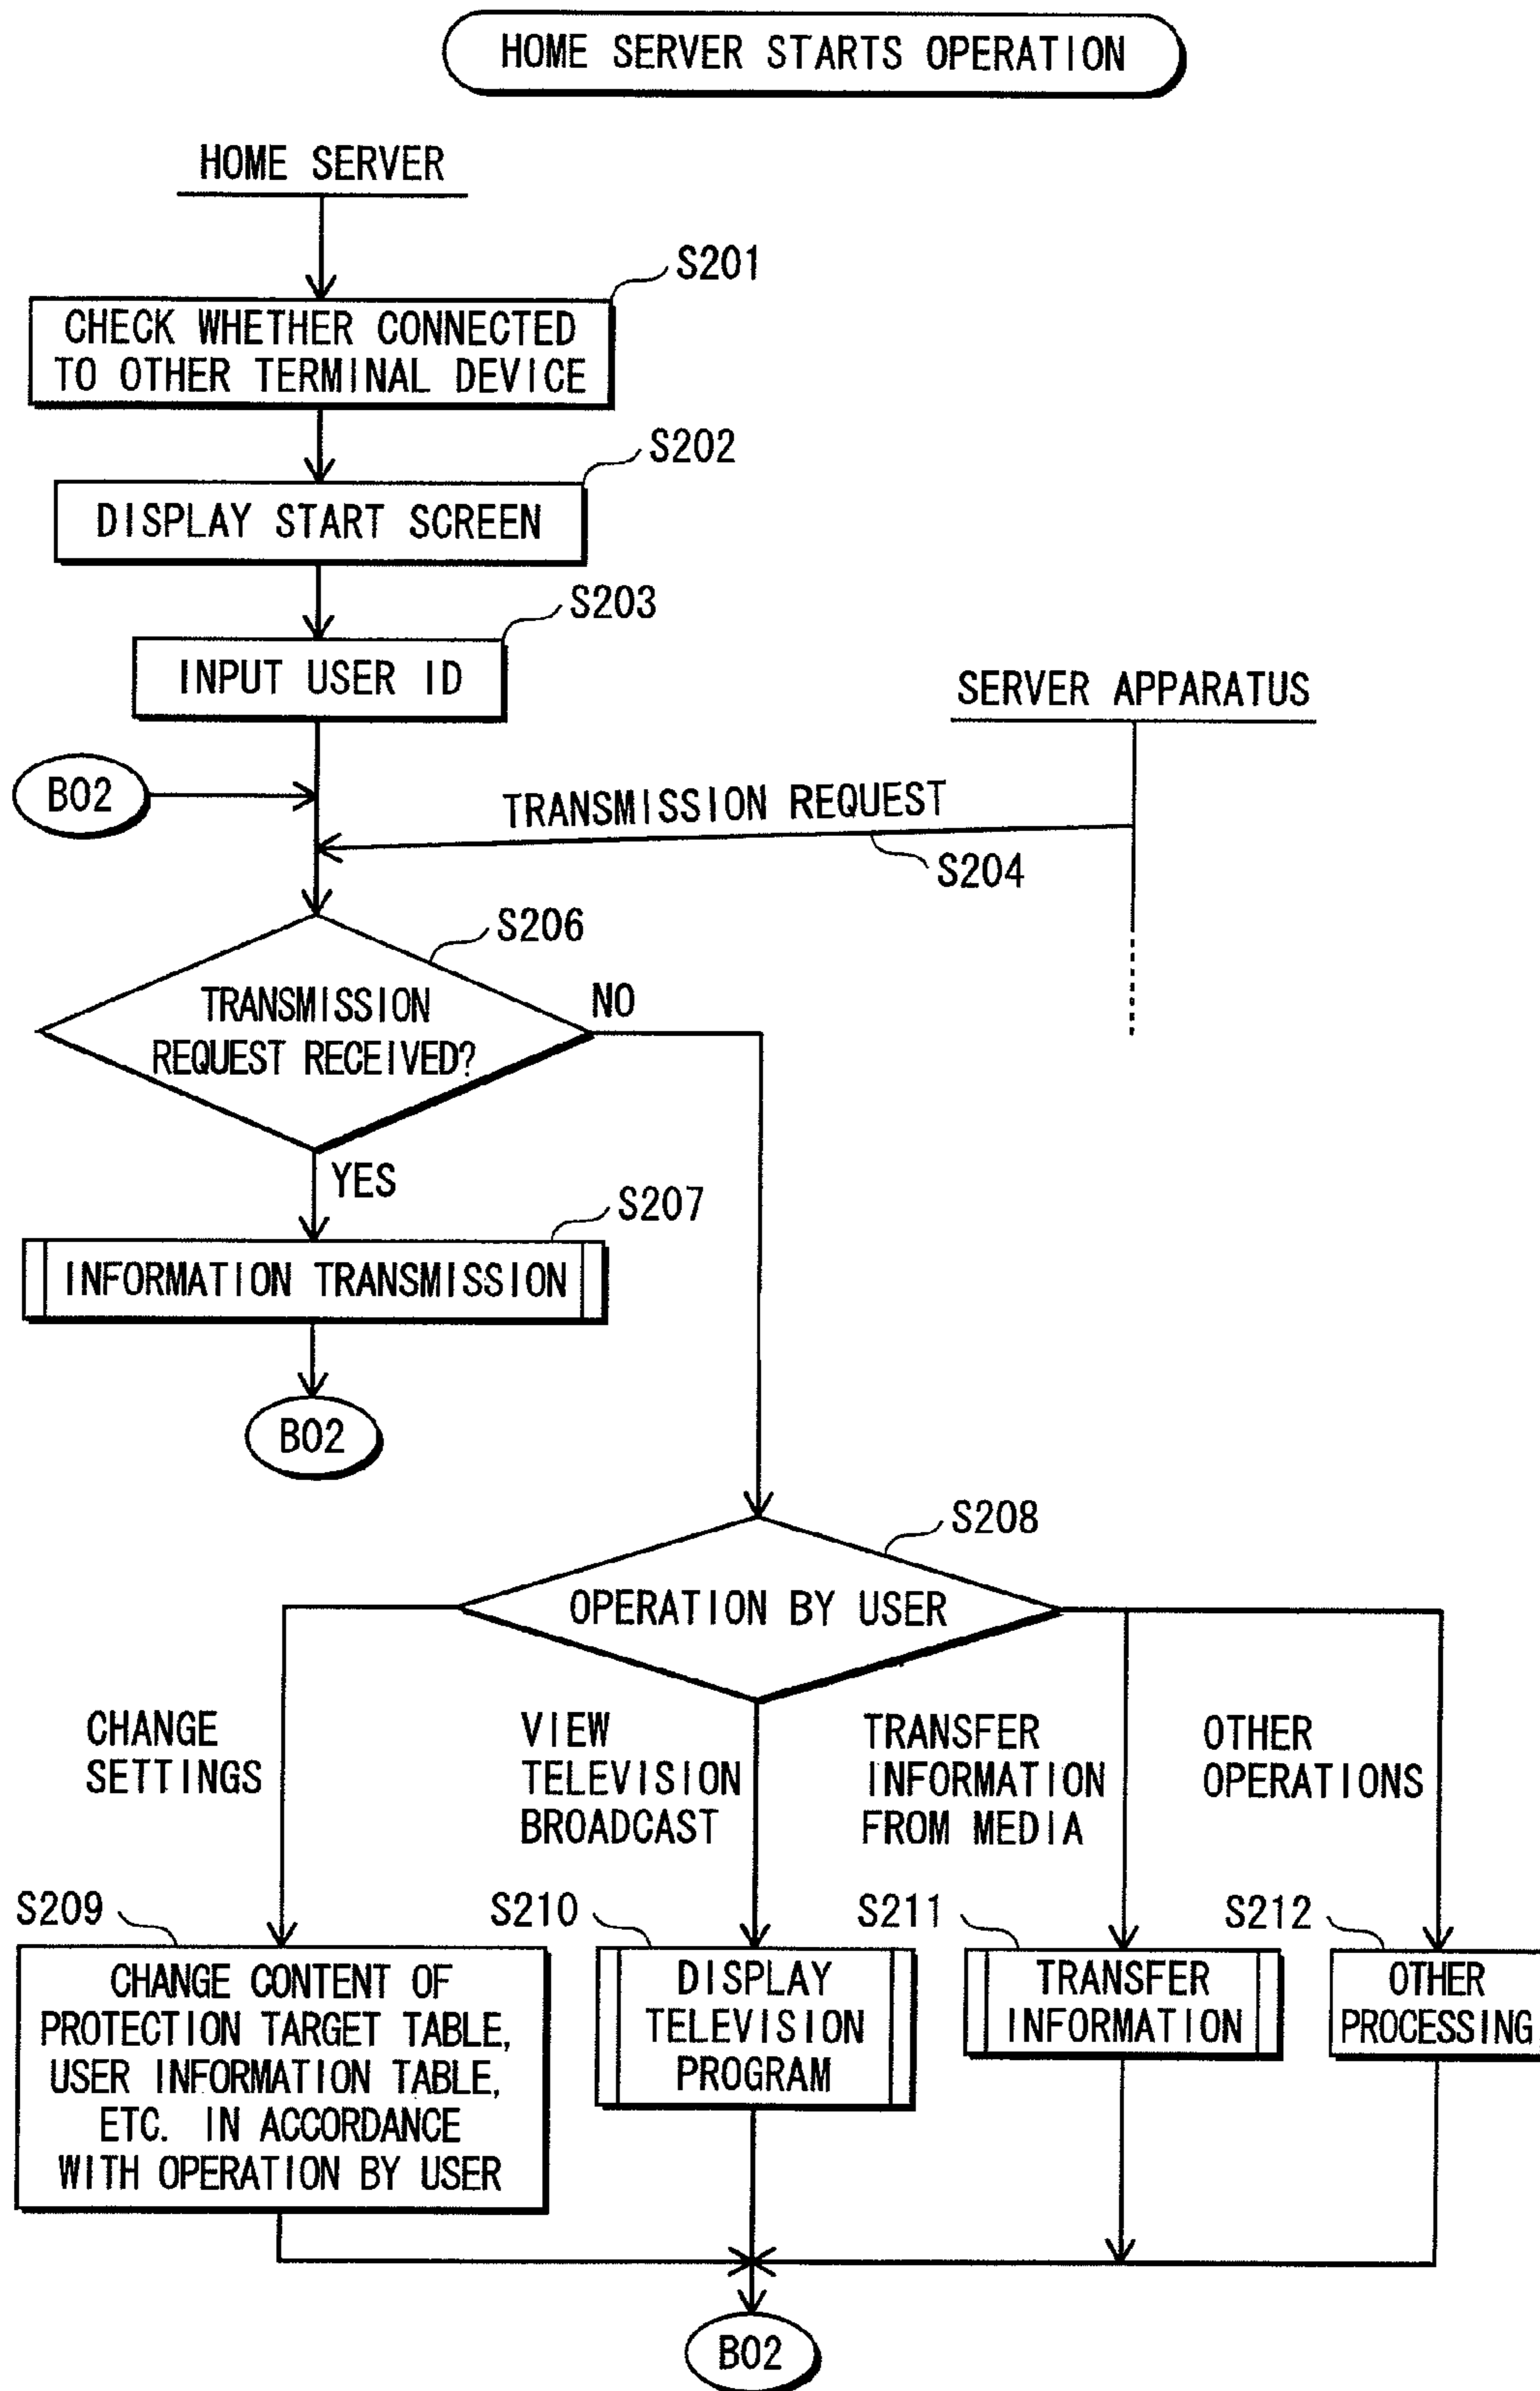 HOME SERVER STARTS OPERATION
HOME SERVER
S201
CHECK WHETHER CONNECTED
TO OTHER TERMINAL DEVICE
S202
DISPLAY START SCREEN
S203
INPUT USER ID
SERVER APPARATUS
B02
TRANSMISSION REQUEST
S204
S206
TRANSMISSION
REQUEST RECEIVED?
NO
YES
S207
INFORMATION TRANSMISSION
B02
S208
OPERATION BY USER
CHANGE
SETTINGS
VIEW
TELEVISION
BROADCAST
TRANSFER
INFORMATION
FROM MEDIA
OTHER
OPERATIONS
S209
CHANGE CONTENT OF
PROTECTION TARGET TABLE,
USER INFORMATION TABLE,
ETC. IN ACCORDANCE
WITH OPERATION BY USER
S210
DISPLAY
TELEVISION
PROGRAM
S211
TRANSFER
INFORMATION
S212
OTHER
PROCESSING
B02